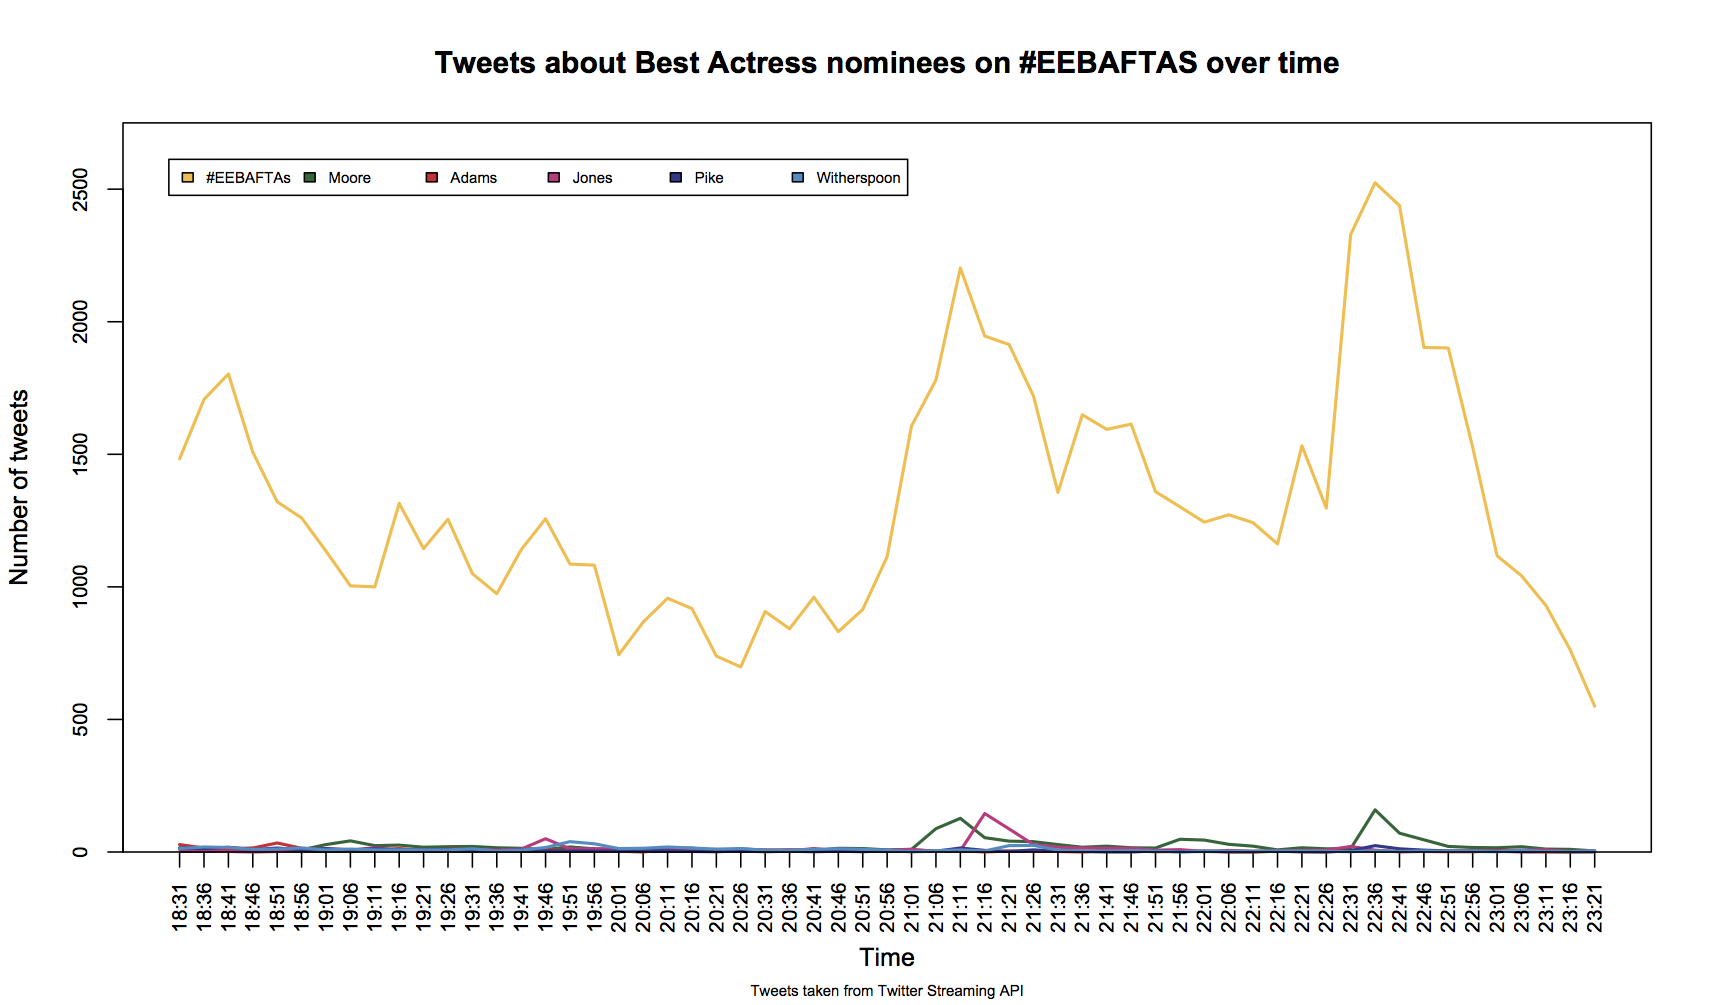 Tweets about Best Actress nominees on #EEBAFTAS over time
#EEBAFTAs Moore Adams Jones Pike Witherspoon
Number of tweets
2500
2000
1500
1000
500
0
18:31 18:36 18:41 18:46 18:51 18:56 19:01 19:06 19:11 19:16 19:21 19:26 19:31 19:36 19:41 19:46 19:51 19:56 20:01 20:06 20:11 20:16 20:21 20:26 20:31 20:36 20:41 20:46 20:51 20:56 21:01 21:06 21:11 21:16 21:21 21:26 21:31 21:36 21:41 21:46 21:51 21:56 22:01 22:06 22:11 22:16 22:21 22:26 22:31 22:36 22:41 22:46 22:51 22:56 23:01 23:06 23:11 23:16 23:21
Time
Tweets taken from Twitter Streaming API